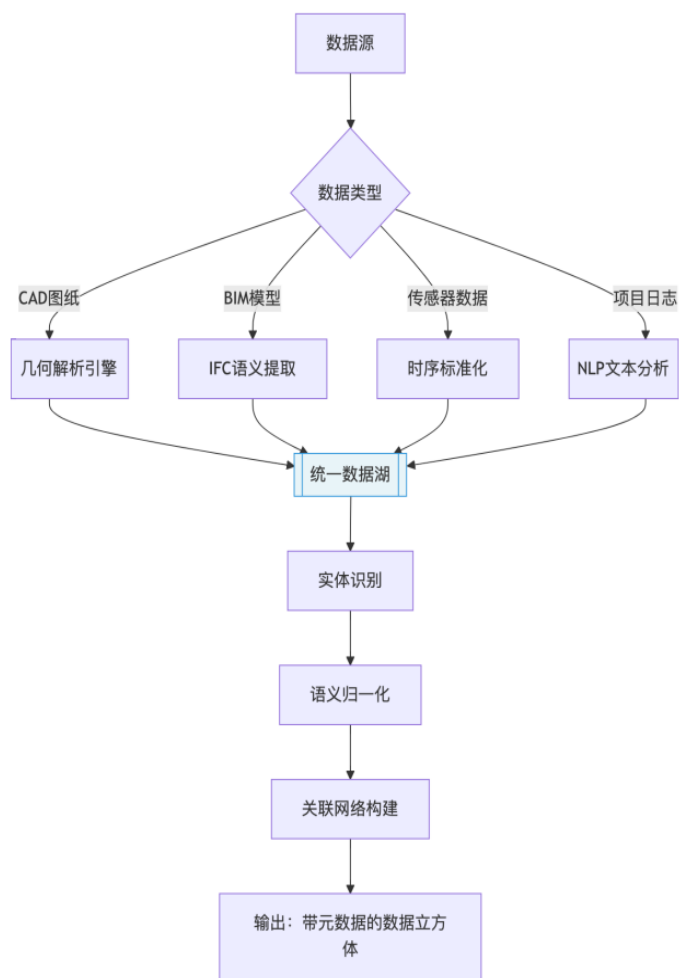 数据源
数据类型
CAD图纸
BIM模型
传感器数据
项目日志
几何解析引擎
IFC语义提取
时序标准化
NLP文本分析
统一数据湖
实体识别
语义归一化
关联网络构建
输出：带元数据的数据立方
体